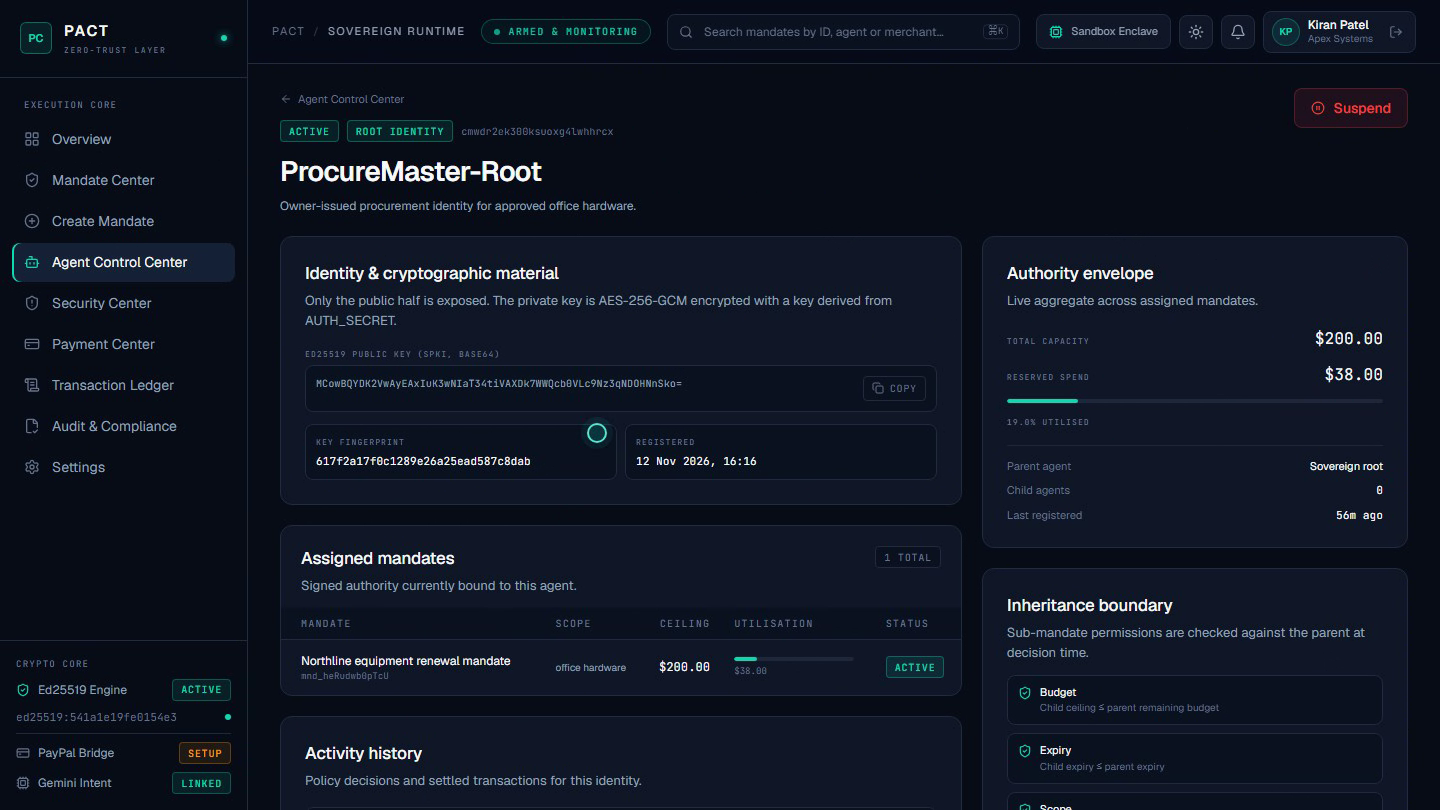 PC
PACT
ZERO-TRUST LAYER
EXECUTION CORE
Overview
Mandate Center
Create Mandate
Agent Control Center
Security Center
Payment Center
Transaction Ledger
Audit & Compliance
Settings
CRYPTO CORE
Ed25519 Engine ACTIVE
ed25519:541a1e19fe0154e3
PayPal Bridge SETUP
Gemini Intent LINKED
PACT / SOVEREIGN RUNTIME
ARMED & MONITORING
Search mandates by ID, agent or merchant...
⌘K
Sandbox Enclave
KP
Kiran Patel
Apex Systems
Agent Control Center
Suspend
ACTIVE ROOT IDENTITY cmwdr2ek300ksuoxg4lwhhrcx
ProcureMaster-Root
Owner-issued procurement identity for approved office hardware.
Identity & cryptographic material
Only the public half is exposed. The private key is AES-256-GCM encrypted with a key derived from
AUTH_SECRET.
ED25519 PUBLIC KEY (SPKI, BASE64)
MCowBQYDK2VwAyEAxIuK3wNIaT34tiVAXDk7WWQcb0VLc9Nz3qNDOHNnSko=
COPY
KEY FINGERPRINT
617f2a17f0c1289e26a25ead587c8dab
REGISTERED
12 Nov 2026, 16:16
Assigned mandates
1 TOTAL
Signed authority currently bound to this agent.
MANDATE SCOPE CEILING UTILISATION STATUS
Northline equipment renewal mandate
mnd_heRudwb0pTcU
office hardware
$200.00
$38.00
ACTIVE
Activity history
Policy decisions and settled transactions for this identity.
Authority envelope
Live aggregate across assigned mandates.
TOTAL CAPACITY $200.00
RESERVED SPEND $38.00
19.0% UTILISED
Parent agent Sovereign root
Child agents 0
Last registered 56m ago
Inheritance boundary
Sub-mandate permissions are checked against the parent at
decision time.
Budget
Child ceiling ≤ parent remaining budget
Expiry
Child expiry ≤ parent expiry
Scope